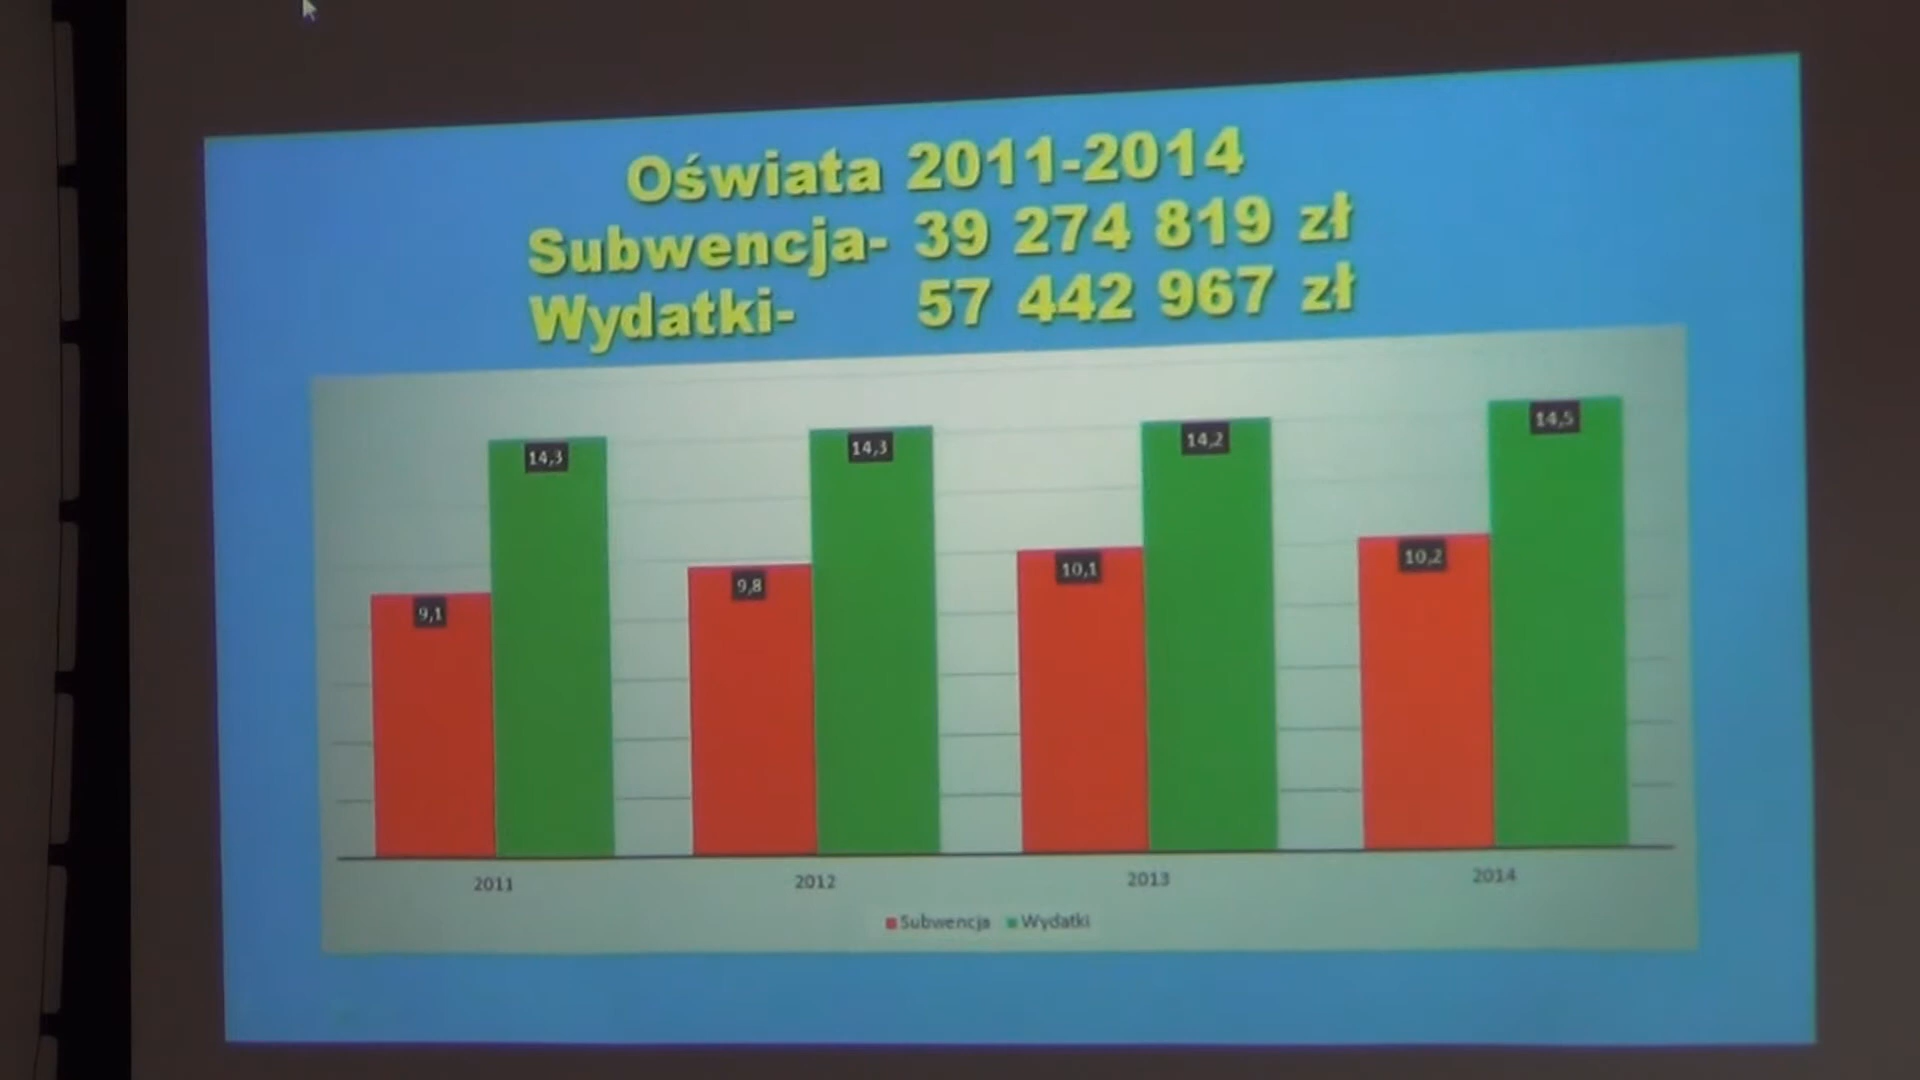 Oświata 2011-2014
Subwencja- 39 274 819 zł
Wydatki- 57 442 967 zł
14,3
14,3
14,2
14,5
9,1
9,8
10,1
10,2
2011
2012
2013
2014
Subwencja
Wydatki